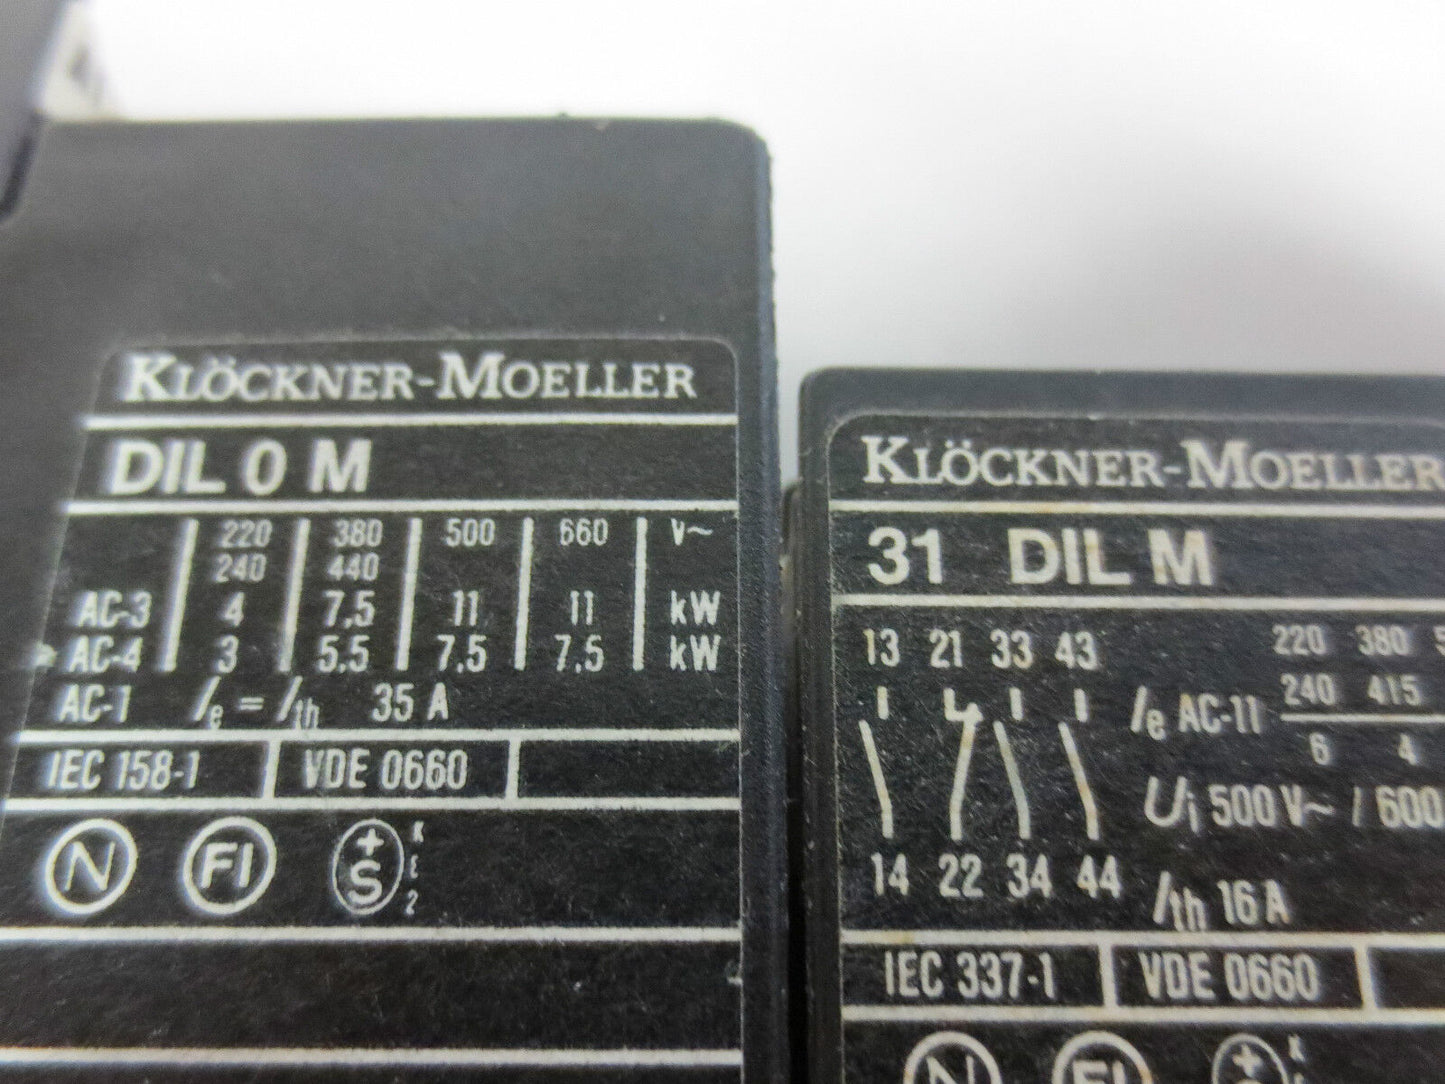 KLÖCKNER-MOELLER
DIL 0 M
220 380 500 660 V~
240 440
AC-3 4 7,5 11 11 kW
AC-4 3 5,5 7,5 7,5 kW
AC-1 Ie = Ith 35 A
IEC 158-1 VDE 0660
N FI +S
KLÖCKNER-MOELLER
31 DIL M
13 21 33 43
220 380
240 415
Ie AC-11
6 4
Ui 500 V~ / 600
14 22 34 44
Ith 16 A
IEC 337-1 VDE 0660
N FI +